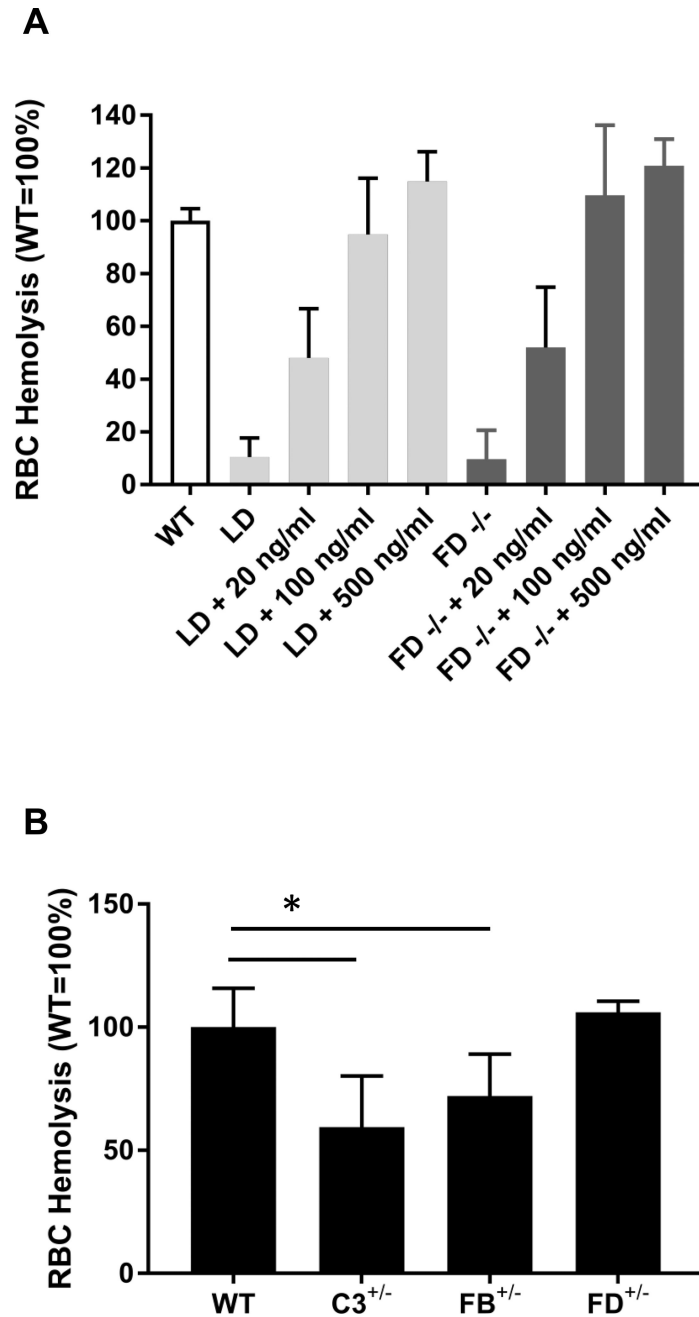 A
RBC Hemolysis (WT=100%)
140
120
100
80
60
40
20
0
WT
LD
LD + 20 ng/ml
LD + 100 ng/ml
LD + 500 ng/ml
FD -/-
FD -/- + 20 ng/ml
FD -/- + 100 ng/ml
FD -/- + 500 ng/ml
B
RBC Hemolysis (WT=100%)
150
100
50
0
*
WT
C3+/-
FB+/-
FD+/-